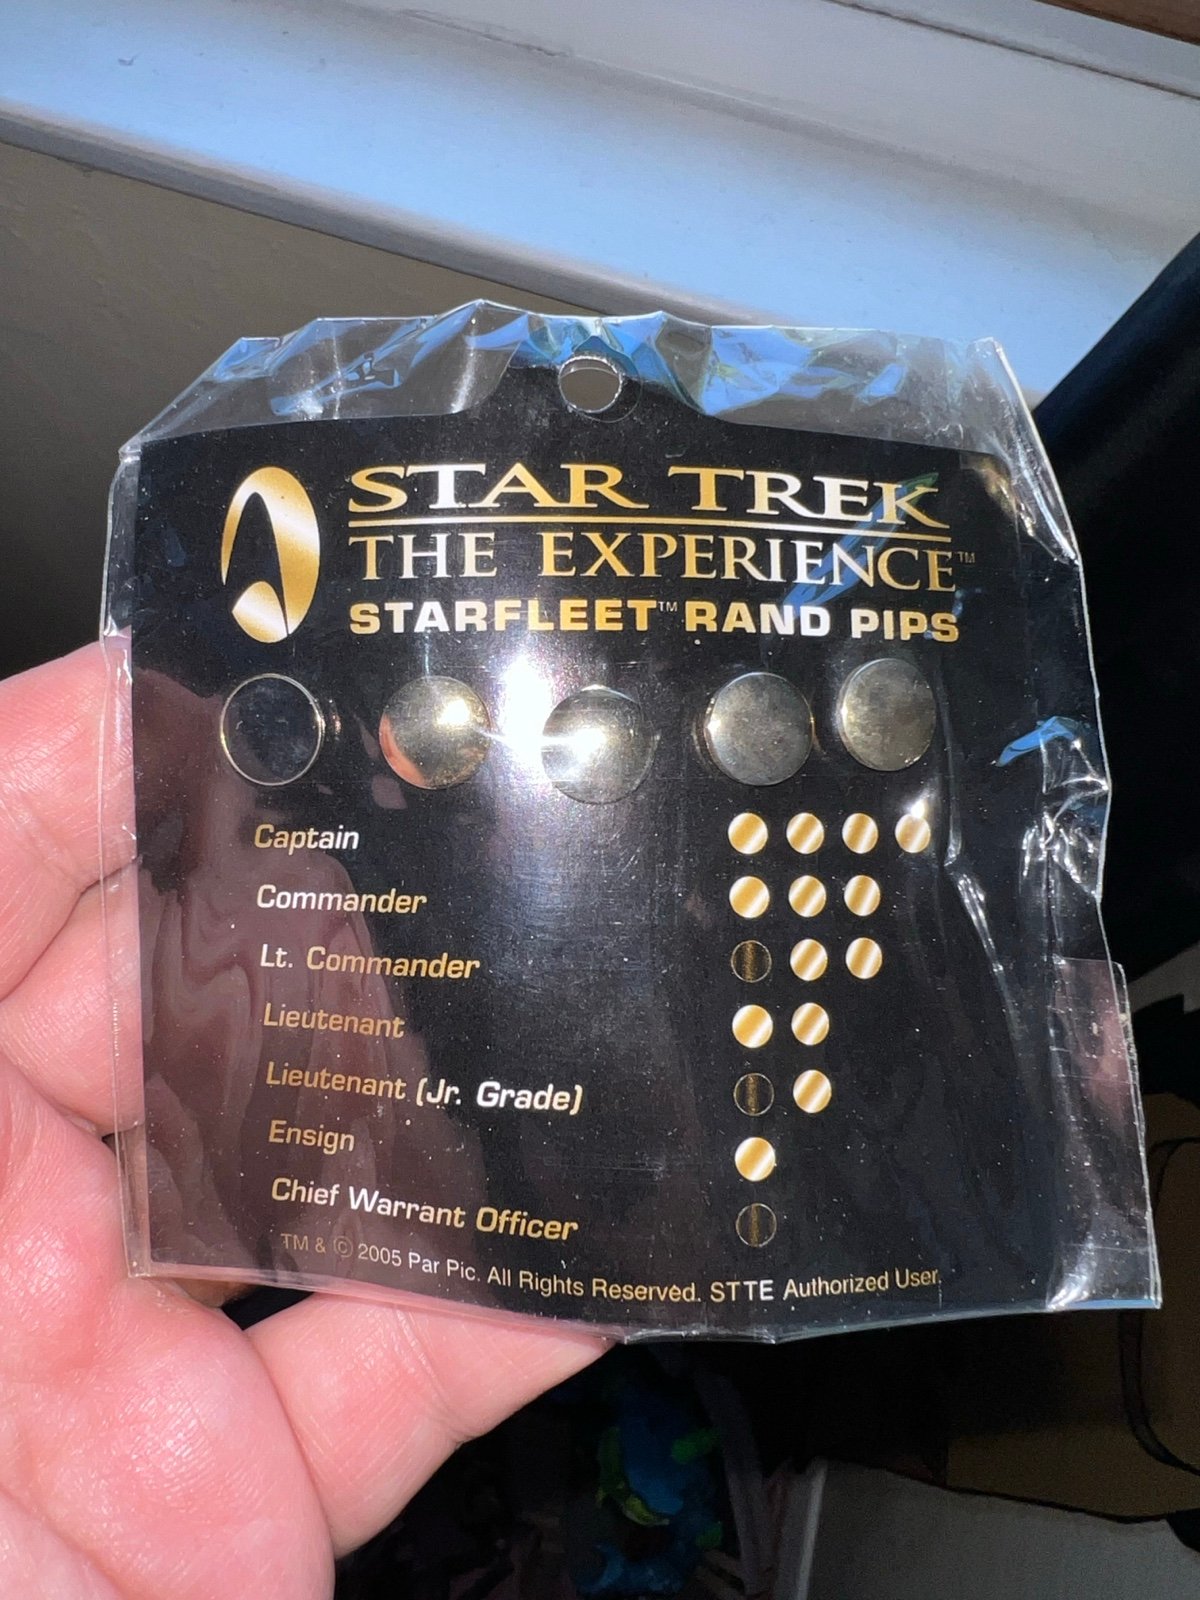 STAR TREK
THE EXPERIENCE™
STARFLEET™ RAND PIPS
Captain
Commander
Lt. Commander
Lieutenant
Lieutenant (Jr. Grade)
Ensign
Chief Warrant Officer
TM & © 2005 Par Pic. All Rights Reserved. STTE Authorized User.